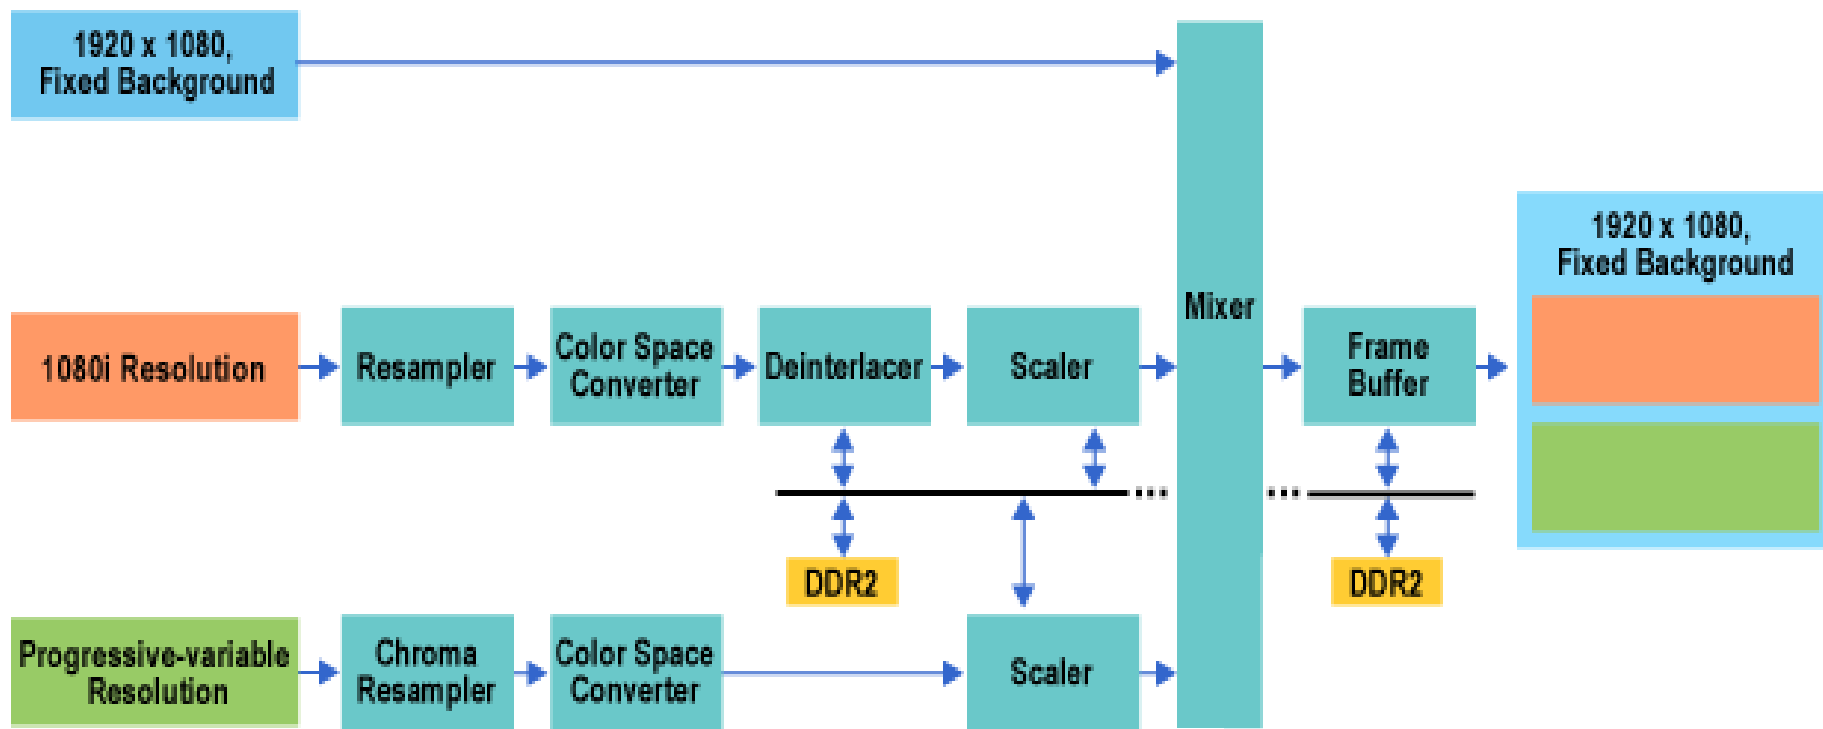 1920 x 1080,
Fixed Background
1920 x 1080,
Fixed Background
Mixer
1080i Resolution
Resampler
Color Space
Converter
Deinterlacer
Scaler
Frame
Buffer
DDR2
DDR2
Progressive-variable
Resolution
Chroma
Resampler
Color Space
Converter
Scaler